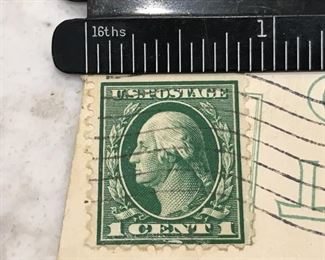 16ths
1
U.S. POSTAGE
1 CENT 1